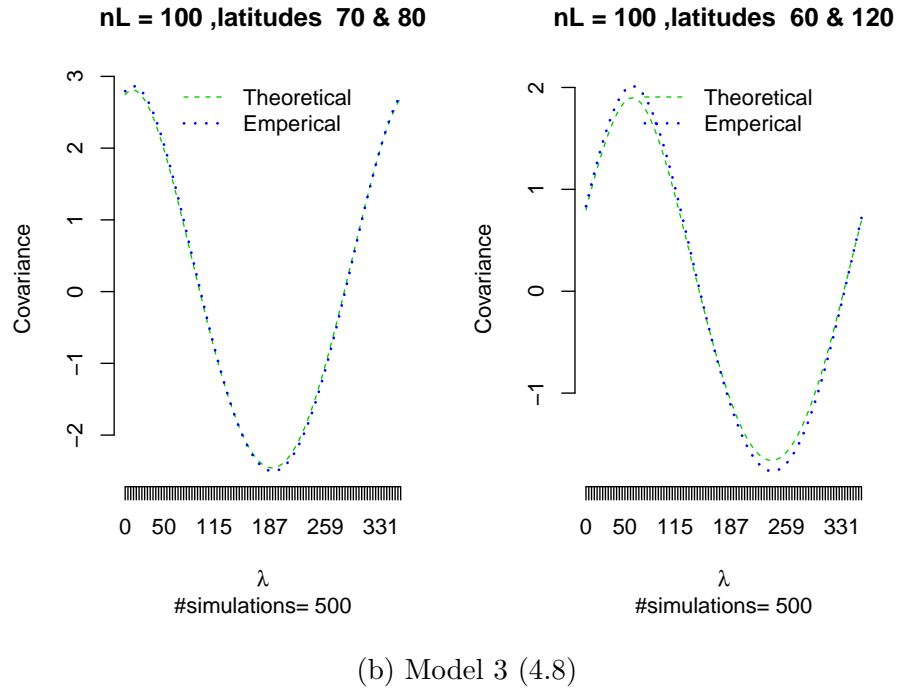 nL = 100 ,latitudes 70 & 80
3
2
1
0
−1
−2
Covariance
Theoretical
Emperical
0 50 115 187 259 331
λ
#simulations= 500
nL = 100 ,latitudes 60 & 120
2
1
0
−1
Covariance
Theoretical
Emperical
0 50 115 187 259 331
λ
#simulations= 500
(b) Model 3 (4.8)